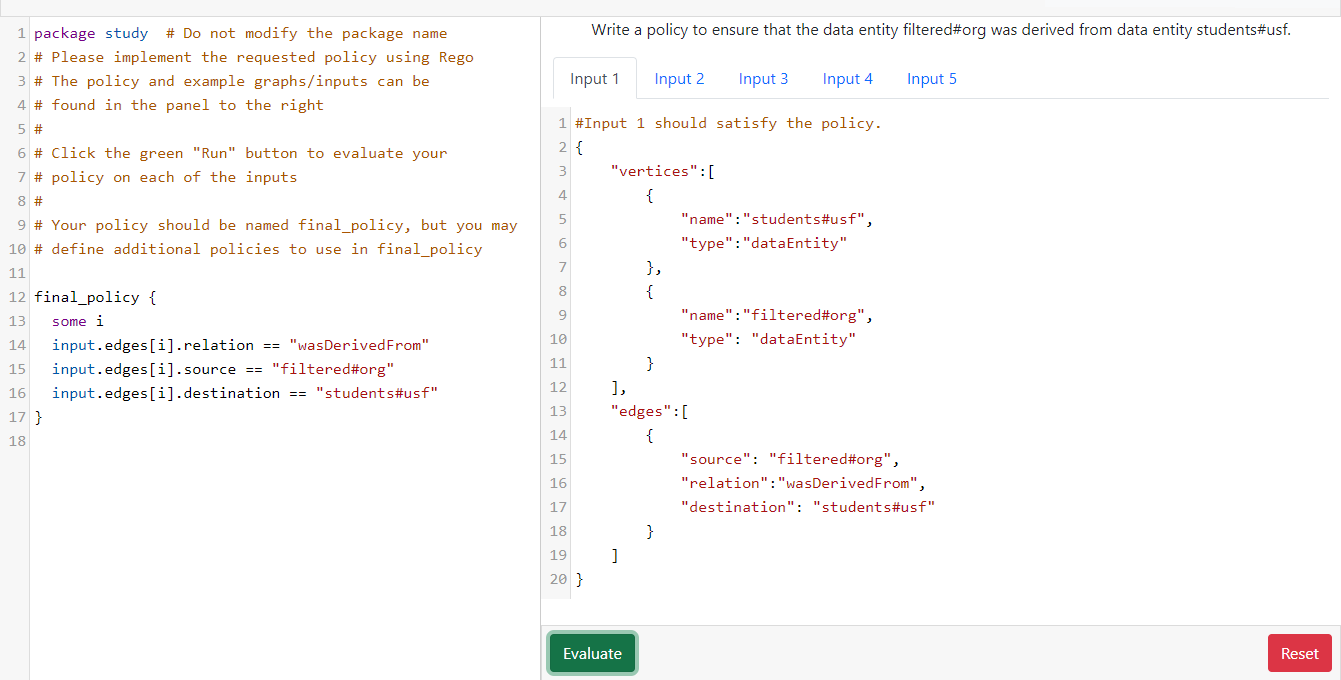 1 package study  # Do not modify the package name
2 # Please implement the requested policy using Rego
3 # The policy and example graphs/inputs can be
4 # found in the panel to the right
5 #
6 # Click the green "Run" button to evaluate your
7 # policy on each of the inputs
8 #
9 # Your policy should be named final_policy, but you may
10 # define additional policies to use in final_policy
11
12 final_policy {
13   some i
14   input.edges[i].relation == "wasDerivedFrom"
15   input.edges[i].source == "filtered#org"
16   input.edges[i].destination == "students#usf"
17 }
18
Write a policy to ensure that the data entity filtered#org was derived from data entity students#usf.
Input 1 Input 2 Input 3 Input 4 Input 5
1 #Input 1 should satisfy the policy.
2 {
3     "vertices":[
4         {
5             "name":"students#usf",
6             "type":"dataEntity"
7         },
8         {
9             "name":"filtered#org",
10             "type": "dataEntity"
11         }
12     ],
13     "edges":[
14         {
15             "source": "filtered#org",
16             "relation":"wasDerivedFrom",
17             "destination": "students#usf"
18         }
19     ]
20 }
Evaluate Reset